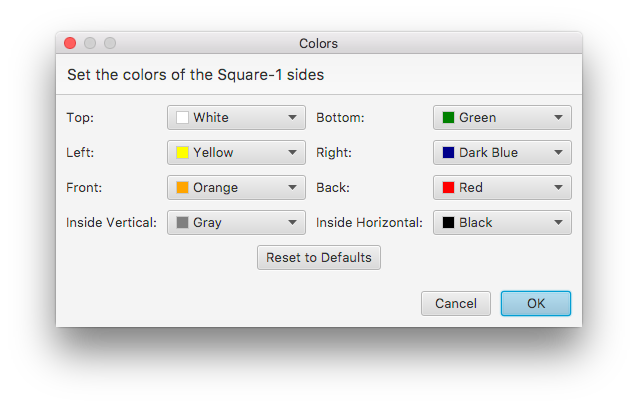 Colors
Set the colors of the Square-1 sides
Top: White Bottom: Green
Left: Yellow Right: Dark Blue
Front: Orange Back: Red
Inside Vertical: Gray Inside Horizontal: Black
Reset to Defaults
Cancel OK